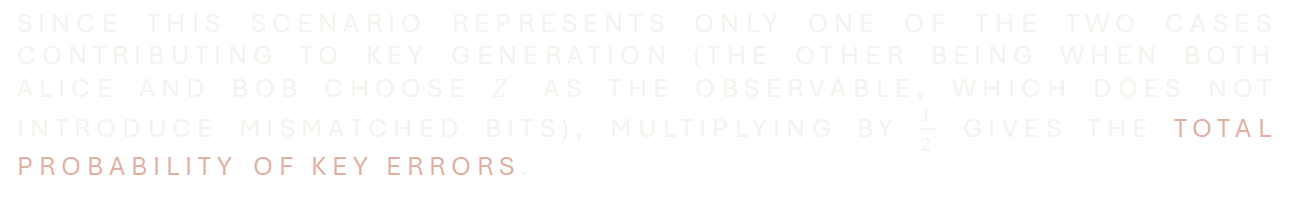 SINCE THIS SCENARIO REPRESENTS ONLY ONE OF THE TWO CASES
CONTRIBUTING TO KEY GENERATION (THE OTHER BEING WHEN BOTH
ALICE AND BOB CHOOSE Z AS THE OBSERVABLE, WHICH DOES NOT
INTRODUCE MISMATCHED BITS), MULTIPLYING BY 1/2 GIVES THE TOTAL
PROBABILITY OF KEY ERRORS.